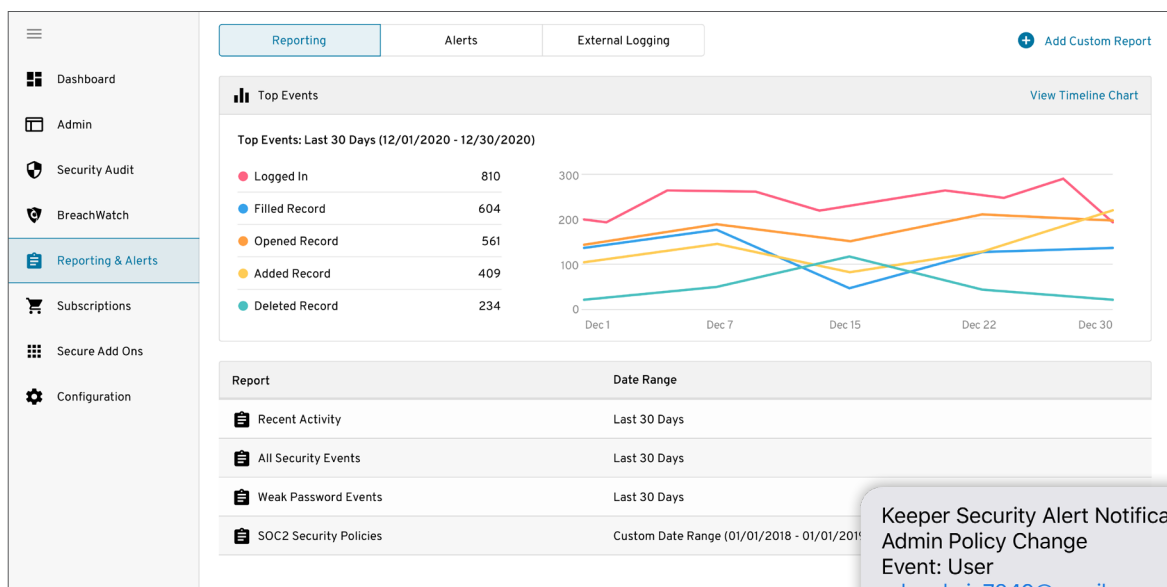 Reporting
Alerts
External Logging
Add Custom Report
Dashboard
Admin
Security Audit
BreachWatch
Reporting & Alerts
Subscriptions
Secure Add Ons
Configuration
Top Events
View Timeline Chart
Top Events: Last 30 Days (12/01/2020 - 12/30/2020)
Logged In 810
Filled Record 604
Opened Record 561
Added Record 409
Deleted Record 234
300
200
100
0
Dec 1 Dec 7 Dec 15 Dec 22 Dec 30
Report Date Range
Recent Activity Last 30 Days
All Security Events Last 30 Days
Weak Password Events Last 30 Days
SOC2 Security Policies Custom Date Range (01/01/2018 - 01/01/201
Keeper Security Alert Notifica
Admin Policy Change
Event: User